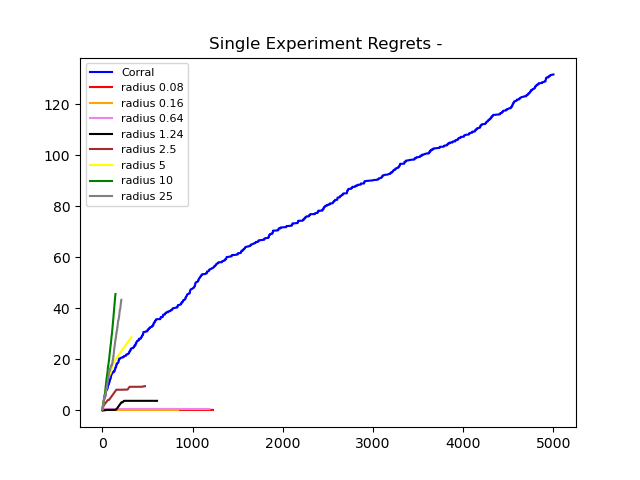 Single Experiment Regrets -
Corral
radius 0.08
radius 0.16
radius 0.64
radius 1.24
radius 2.5
radius 5
radius 10
radius 25
120
100
80
60
40
20
0
0 1000 2000 3000 4000 5000